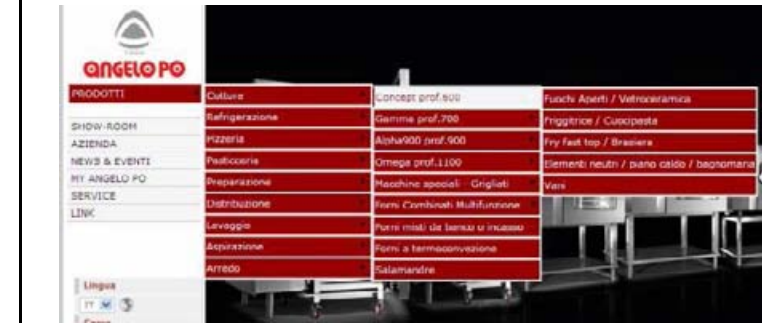 ANGELO PO
PRODOTTI
SHOW-ROOM
AZIENDA
NEWS & EVENTI
MY ANGELO PO
SERVICE
LINK
Lingua
IT
Cerca
Cotture
Refrigerazione
Pizzeria
Pasticceria
Preparazione
Distribuzione
Lavaggio
Aspirazione
Arredo
Concept prof.600
Gamma prof.700
Alpha900 prof.900
Omega prof.1100
Macchine speciali - Grigliati
Forni Combinati Multifunzione
Forni misti da banco o incasso
Forni a termoconvezione
Salamandre
Fuochi Aperti / Vetroceramica
Friggitrice / Cuocipasta
Fry fast top / Brasiera
Elementi neutri / piano caldo / bagnomaria
Vari